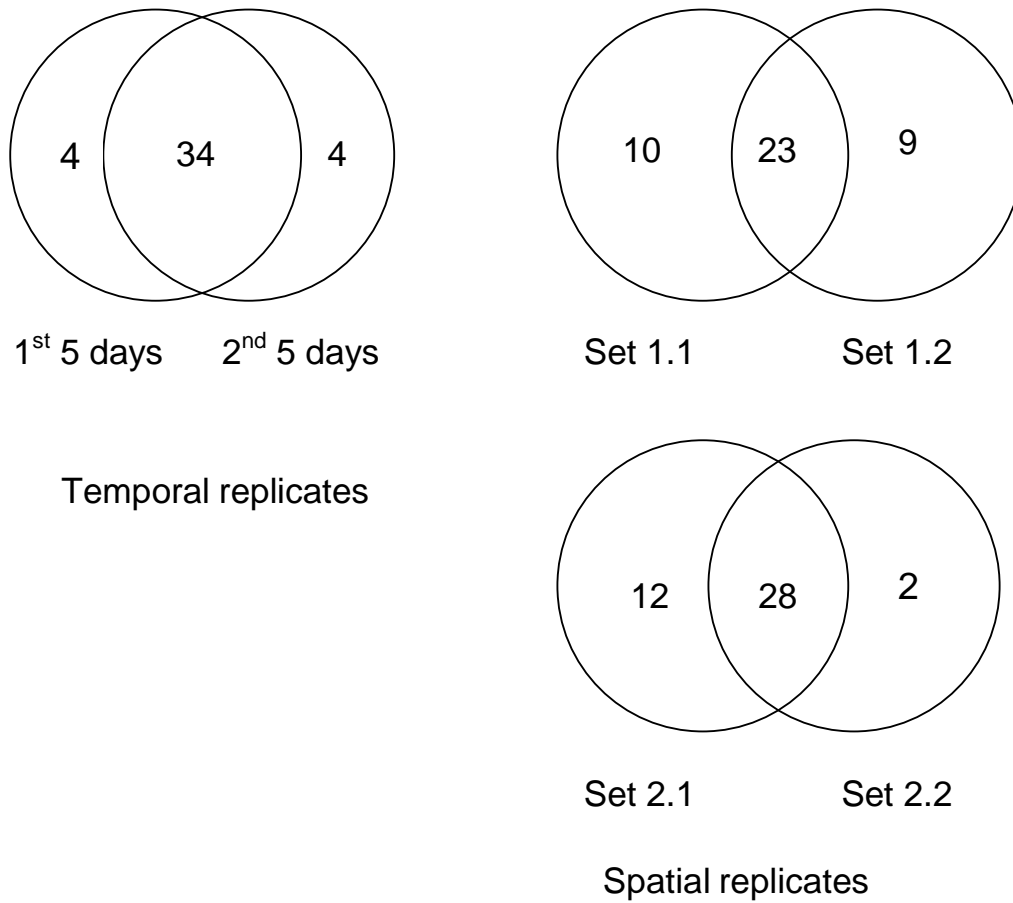 4 34 4
1st 5 days 2nd 5 days
Temporal replicates
10 23 9
Set 1.1 Set 1.2
12 28 2
Set 2.1 Set 2.2
Spatial replicates